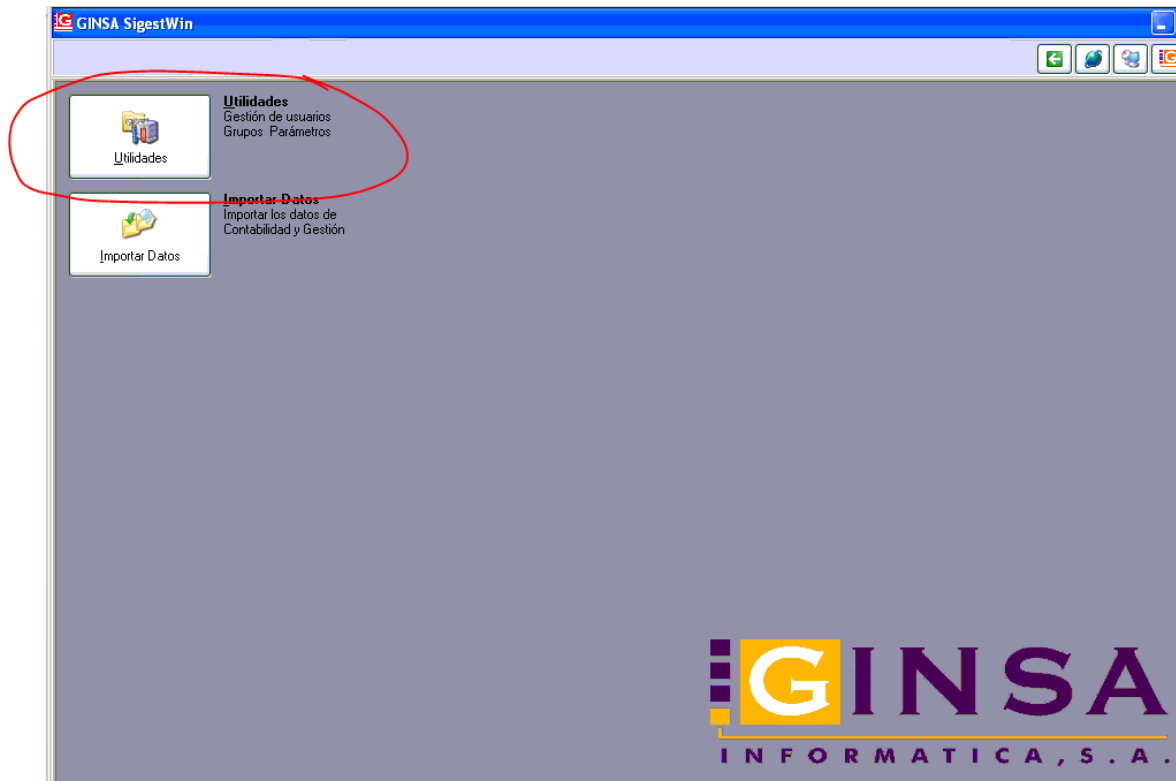 GINSA SigestWin
Utilidades
Gestión de usuarios
Grupos Parámetros
Utilidades
Importar Datos
Importar los datos de
Contabilidad y Gestión
Importar Datos
GINSA
INFORMATICA, S.A.